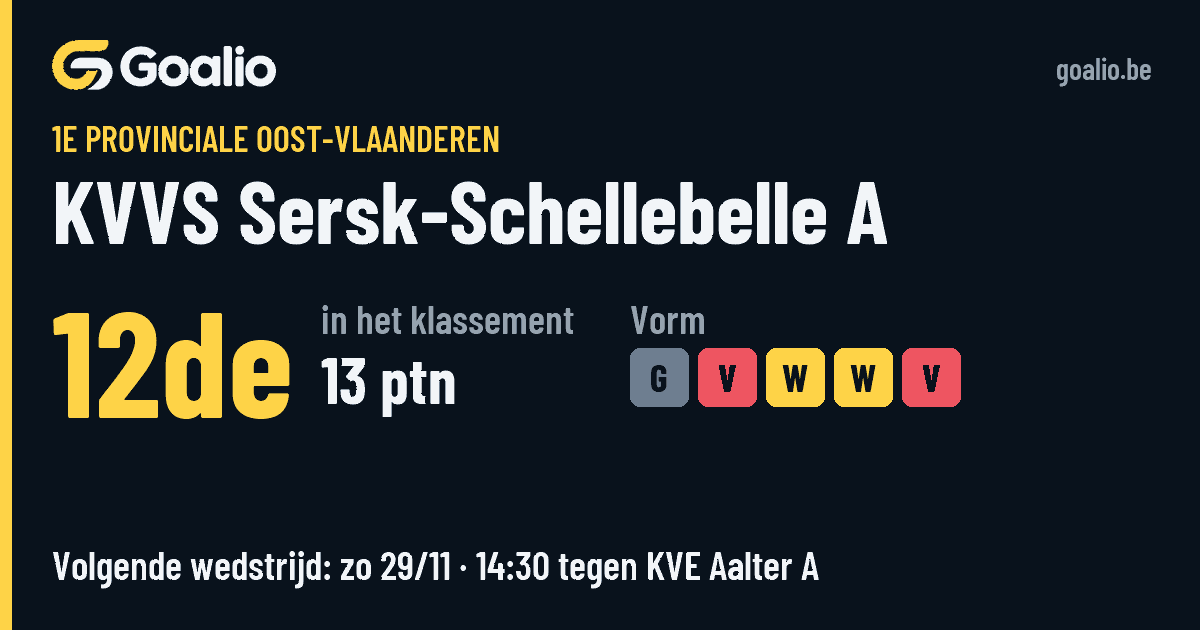 Goalio
goalio.be
1E PROVINCIALE OOST-VLAANDEREN
KVVS Sersk-Schellebelle A
12de
in het klassement
13 ptn
Vorm
G V W W V
Volgende wedstrijd: zo 29/11 · 14:30 tegen KVE Aalter A